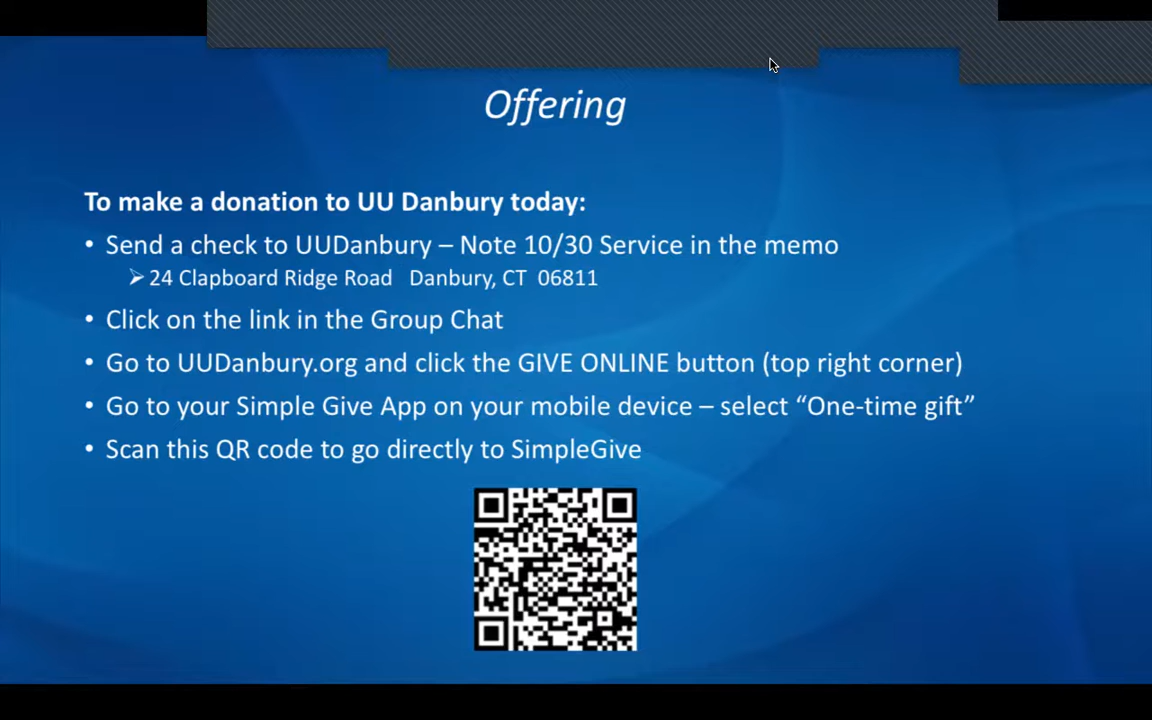 Offering
To make a donation to UU Danbury today:
• Send a check to UUDanbury – Note 10/30 Service in the memo
➢ 24 Clapboard Ridge Road Danbury, CT 06811
• Click on the link in the Group Chat
• Go to UUDanbury.org and click the GIVE ONLINE button (top right corner)
• Go to your Simple Give App on your mobile device – select “One-time gift”
• Scan this QR code to go directly to SimpleGive